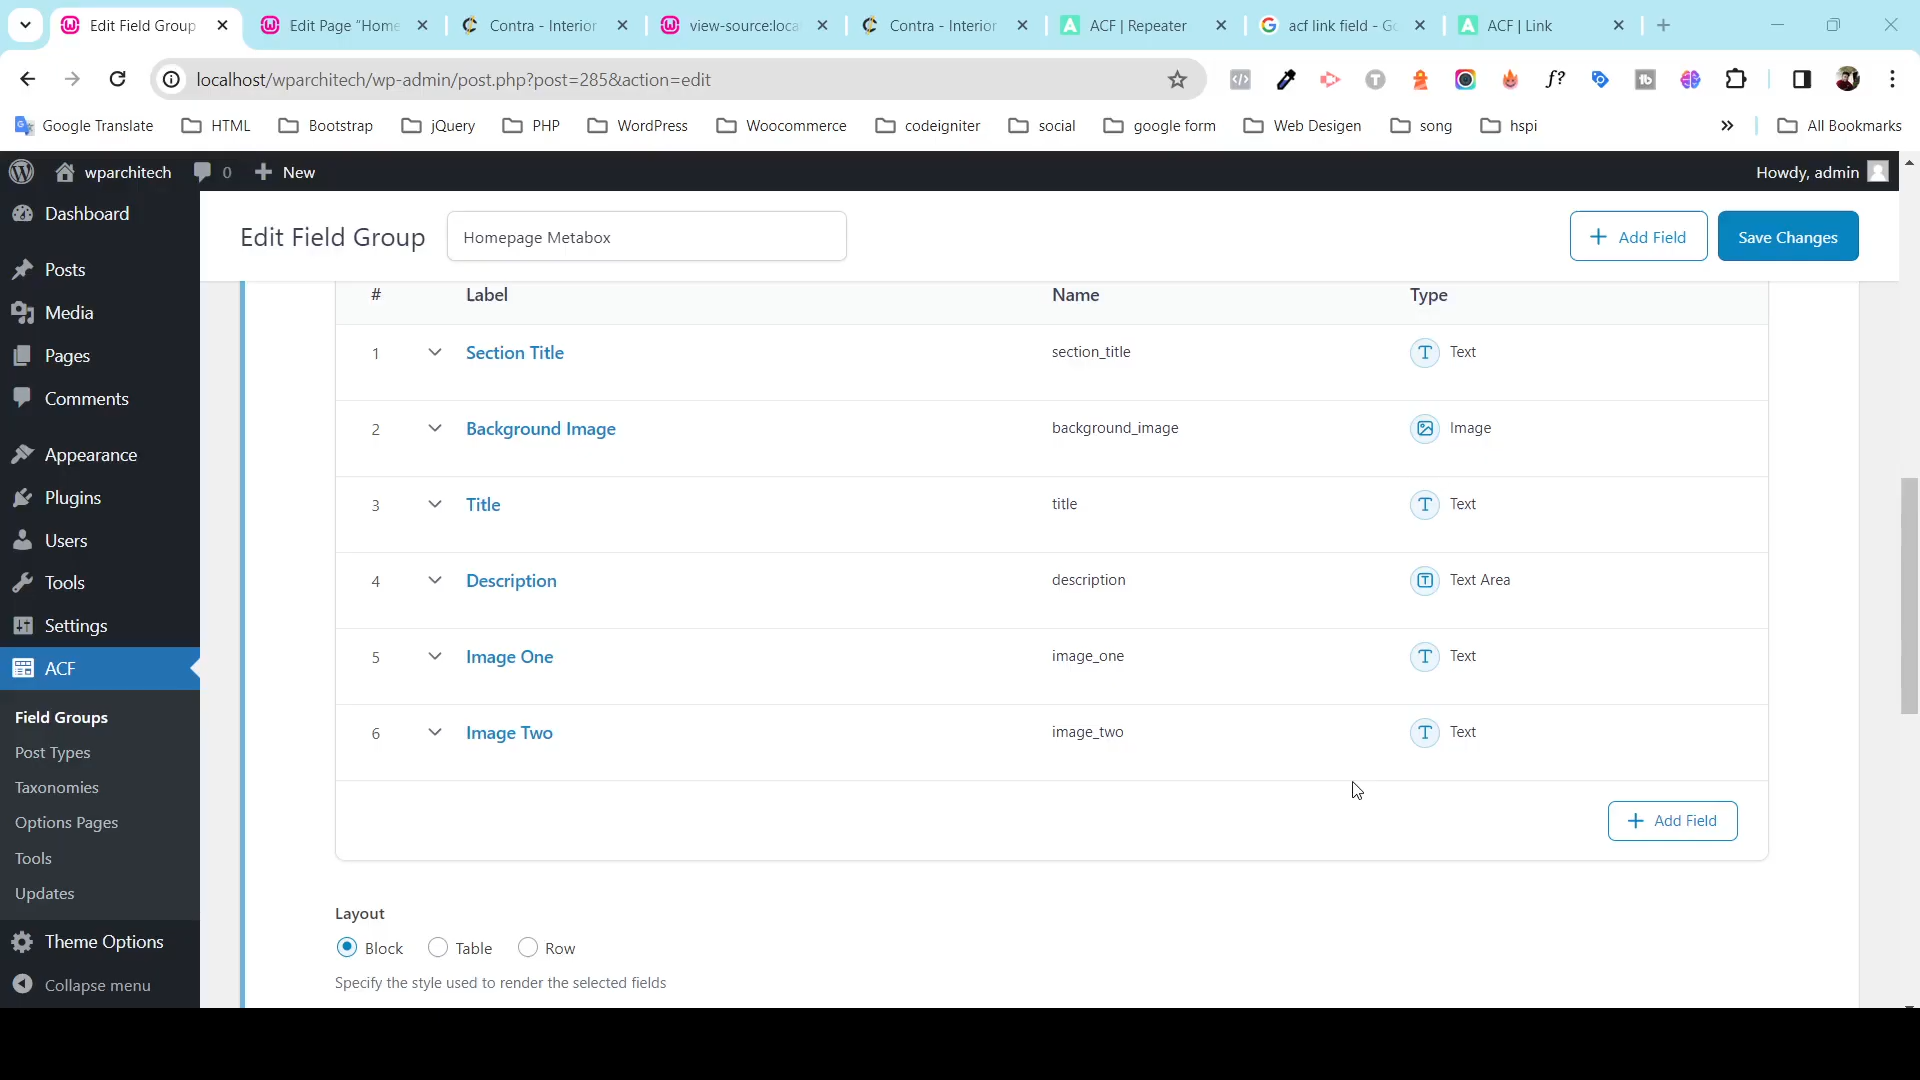 Edit Field Group
Edit Page "Home
Contra - Interior
view-source:loca
Contra - Interior
ACF | Repeater
acf link field - Go
ACF | Link
localhost/wparchitech/wp-admin/post.php?post=285&action=edit
Google Translate
HTML
Bootstrap
jQuery
PHP
WordPress
Woocommerce
codeigniter
social
google form
Web Desigen
song
hspi
All Bookmarks
wparchitech
0
New
Howdy, admin
Dashboard
Posts
Media
Pages
Comments
Appearance
Plugins
Users
Tools
Settings
ACF
Field Groups
Post Types
Taxonomies
Options Pages
Tools
Updates
Theme Options
Collapse menu
Edit Field Group
Homepage Metabox
Add Field
Save Changes
# Label Name Type
1 Section Title section_title Text
2 Background Image background_image Image
3 Title title Text
4 Description description Text Area
5 Image One image_one Text
6 Image Two image_two Text
Add Field
Layout
Block Table Row
Specify the style used to render the selected fields